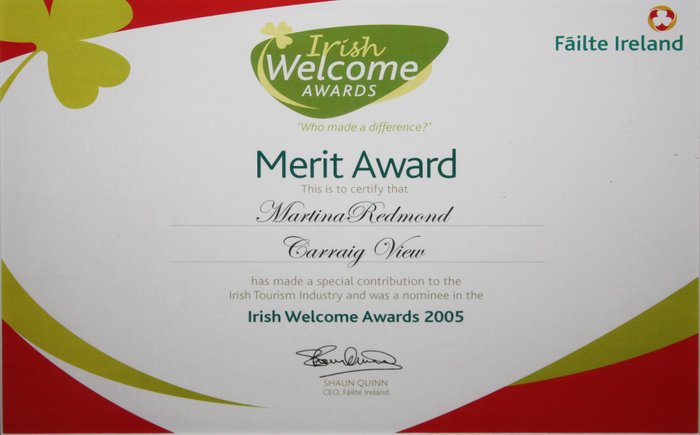 Irish
Welcome
AWARDS
Fáilte Ireland
'Who made a difference?'
Merit Award
This is to certify that
Martina Redmond
Carraig View
has made a special contribution to the
Irish Tourism Industry and was a nominee in the
Irish Welcome Awards 2005
SHAUN QUINN
CEO, Fáilte Ireland